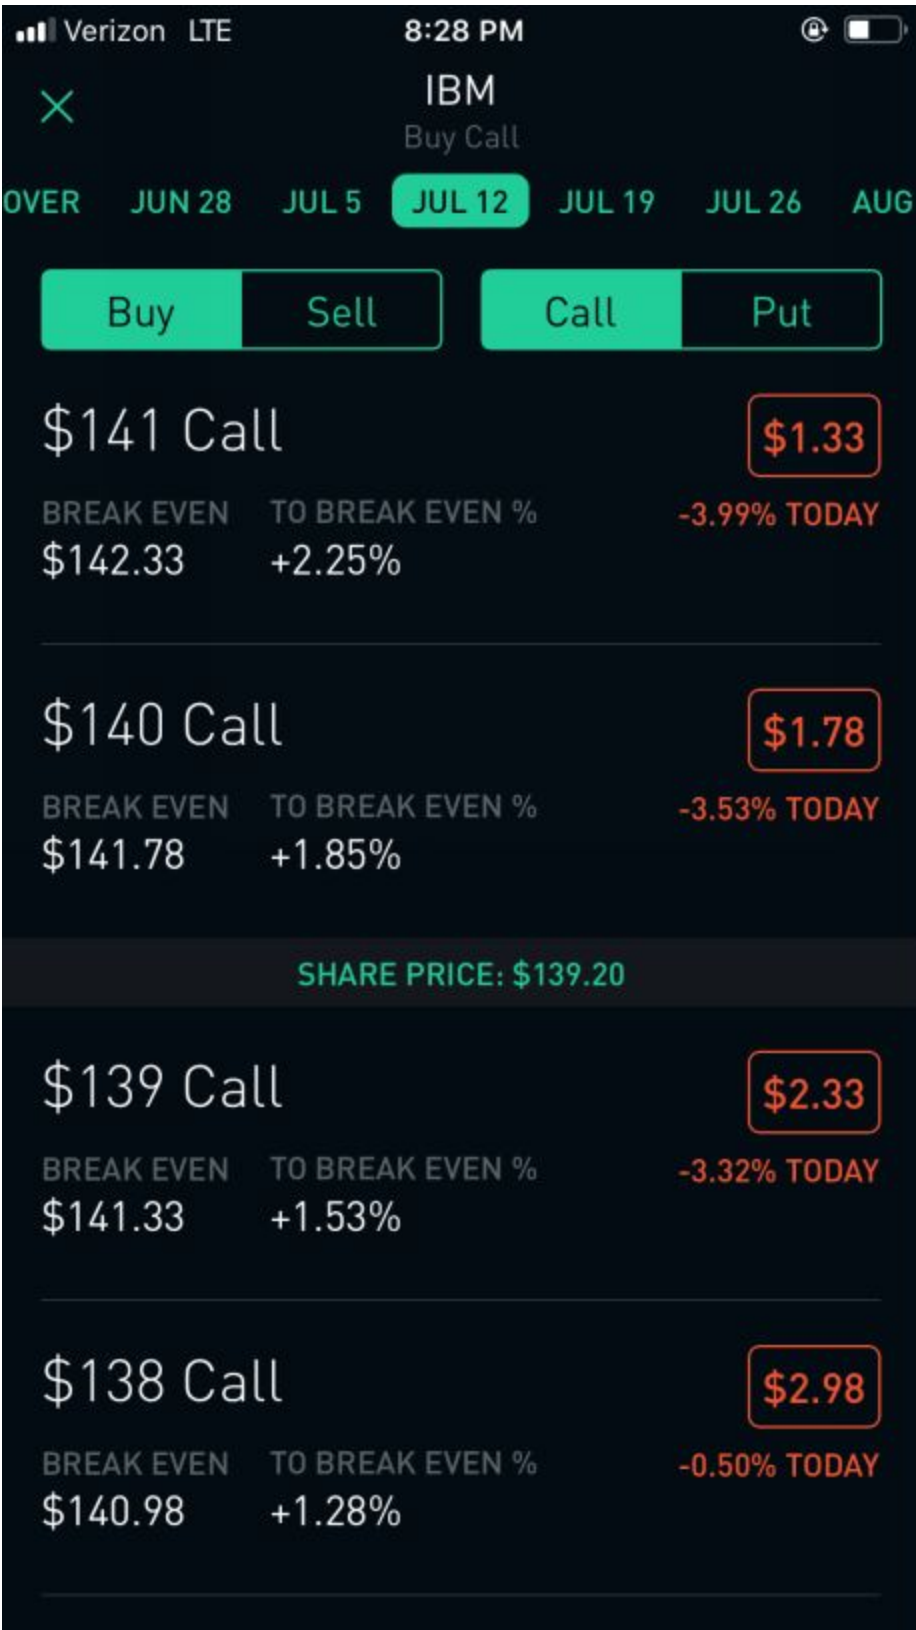 Verizon LTE 8:28 PM
IBM
Buy Call
OVER JUN 28 JUL 5 JUL 12 JUL 19 JUL 26 AUG
Buy Sell Call Put
$141 Call $1.33
BREAK EVEN TO BREAK EVEN % -3.99% TODAY
$142.33 +2.25%
$140 Call $1.78
BREAK EVEN TO BREAK EVEN % -3.53% TODAY
$141.78 +1.85%
SHARE PRICE: $139.20
$139 Call $2.33
BREAK EVEN TO BREAK EVEN % -3.32% TODAY
$141.33 +1.53%
$138 Call $2.98
BREAK EVEN TO BREAK EVEN % -0.50% TODAY
$140.98 +1.28%